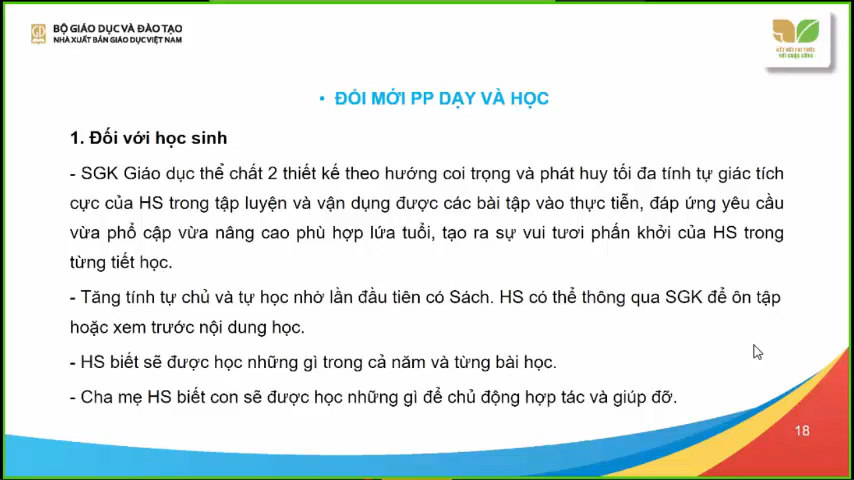 BỘ GIÁO DỤC VÀ ĐÀO TẠO
NHÀ XUẤT BẢN GIÁO DỤC VIỆT NAM
KẾT NỐI TRI THỨC
VỚI CUỘC SỐNG
• ĐỔI MỚI PP DẠY VÀ HỌC
1. Đối với học sinh
- SGK Giáo dục thể chất 2 thiết kế theo hướng coi trọng và phát huy tối đa tính tự giác tích
cực của HS trong tập luyện và vận dụng được các bài tập vào thực tiễn, đáp ứng yêu cầu
vừa phổ cập vừa nâng cao phù hợp lứa tuổi, tạo ra sự vui tươi phấn khởi của HS trong
từng tiết học.
- Tăng tính tự chủ và tự học nhờ lần đầu tiên có Sách. HS có thể thông qua SGK để ôn tập
hoặc xem trước nội dung học.
- HS biết sẽ được học những gì trong cả năm và từng bài học.
- Cha mẹ HS biết con sẽ được học những gì để chủ động hợp tác và giúp đỡ.
18